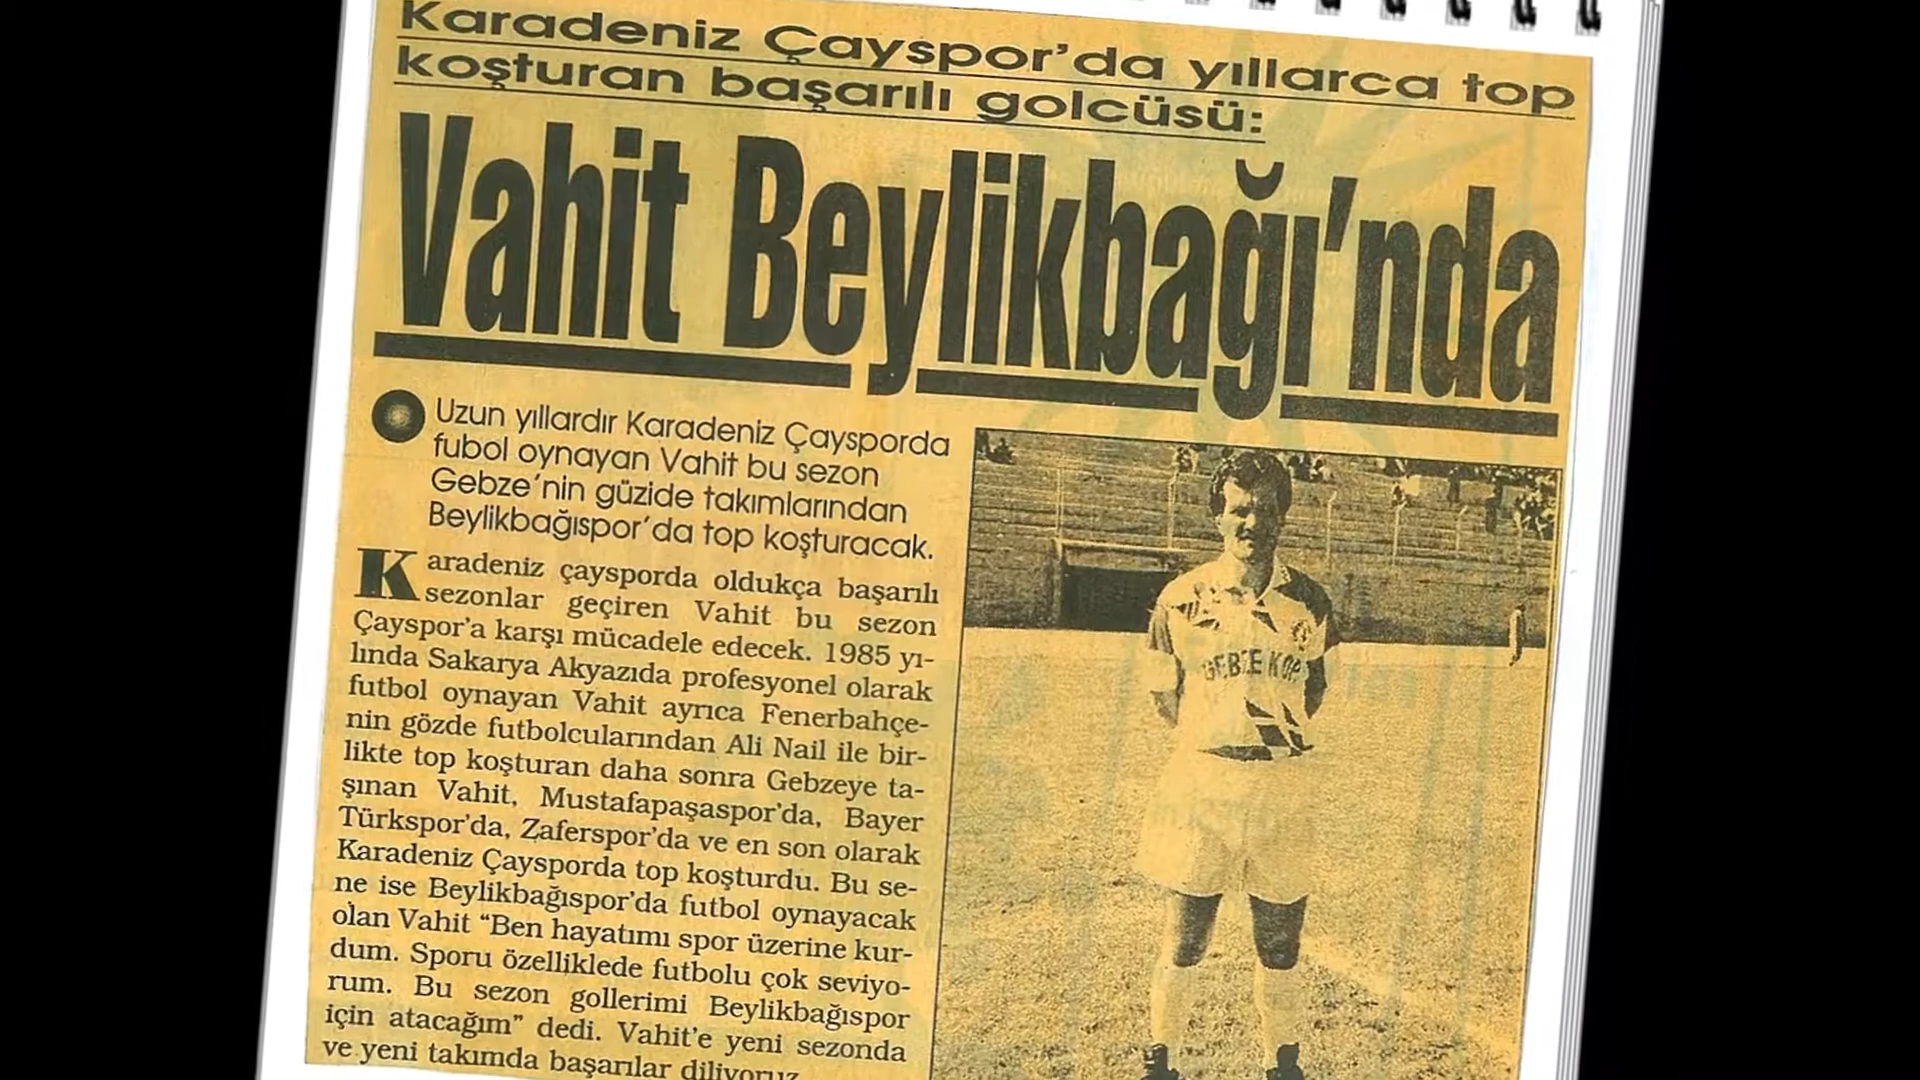 Karadeniz Çayspor'da yıllarca top
koşturan başarılı golcüsü:
Vahit Beylikbağı'nda
Uzun yıllardır Karadeniz Çaysporda
fubol oynayan Vahit bu sezon
Gebze'nin güzide takımlarından
Beylikbağıspor'da top koşturacak.
Karadeniz çaysporda oldukça başarılı
sezonlar geçiren Vahit bu sezon
Çayspor'a karşı mücadele edecek. 1985 yı-
lında Sakarya Akyazıda profesyonel olarak
futbol oynayan Vahit ayrıca Fenerbahçe-
nin gözde futbolcularından Ali Nail ile bir-
likte top koşturan daha sonra Gebzeye ta-
şınan Vahit, Mustafapaşaspor'da, Bayer
Türkspor'da, Zaferspor'da ve en son olarak
Karadeniz Çaysporda top koşturdu. Bu se-
ne ise Beylikbağıspor'da futbol oynayacak
olan Vahit “Ben hayatımı spor üzerine kur-
dum. Sporu özelliklede futbolu çok seviyo-
rum. Bu sezon gollerimi Beylikbağıspor
için atacağım” dedi. Vahit'e yeni sezonda
ve yeni takımda başarılar diliyoruz.
GEBZE KOP